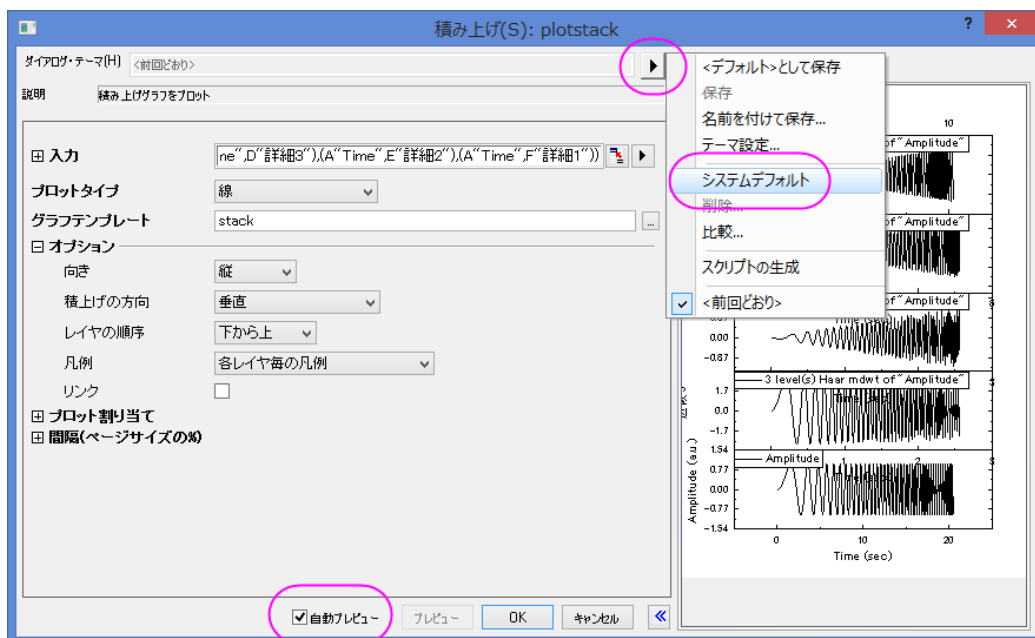 積み上げ(S): plotstack
?
×
ダイアログ・テーマ(H) <前回どおり>
説明 積み上げグラフをプロット
田 入力 ne",D"詳細3"),(A"Time",E"詳細2"),(A"Time",F"詳細1"))
プロットタイプ 線
グラフテンプレート stack ...
オプション
向き 縦
積上げの方向 垂直
レイヤの順序 下から上
凡例 各レイヤ毎の凡例
リンク
プロット割り当て
間隔(ページサイズの%)
自動プレビュー プレビュー OK キャンセル «
<デフォルト>として保存
保存
名前を付けて保存...
テーマ設定...
システムデフォルト
削除...
比較...
スクリプトの生成
<前回どおり>
10
of "Amplitude"
of "Amplitude"
Time (sec)
0.00
-0.87
3 level(s) Haar mdwt of "Amplitude"
Time (sec)
1.7
0.0
-1.7
1.54
Amplitude
0.77
0.00
-0.77
-1.54
Amplitude (a.u.)
0 10 20
Time (sec)